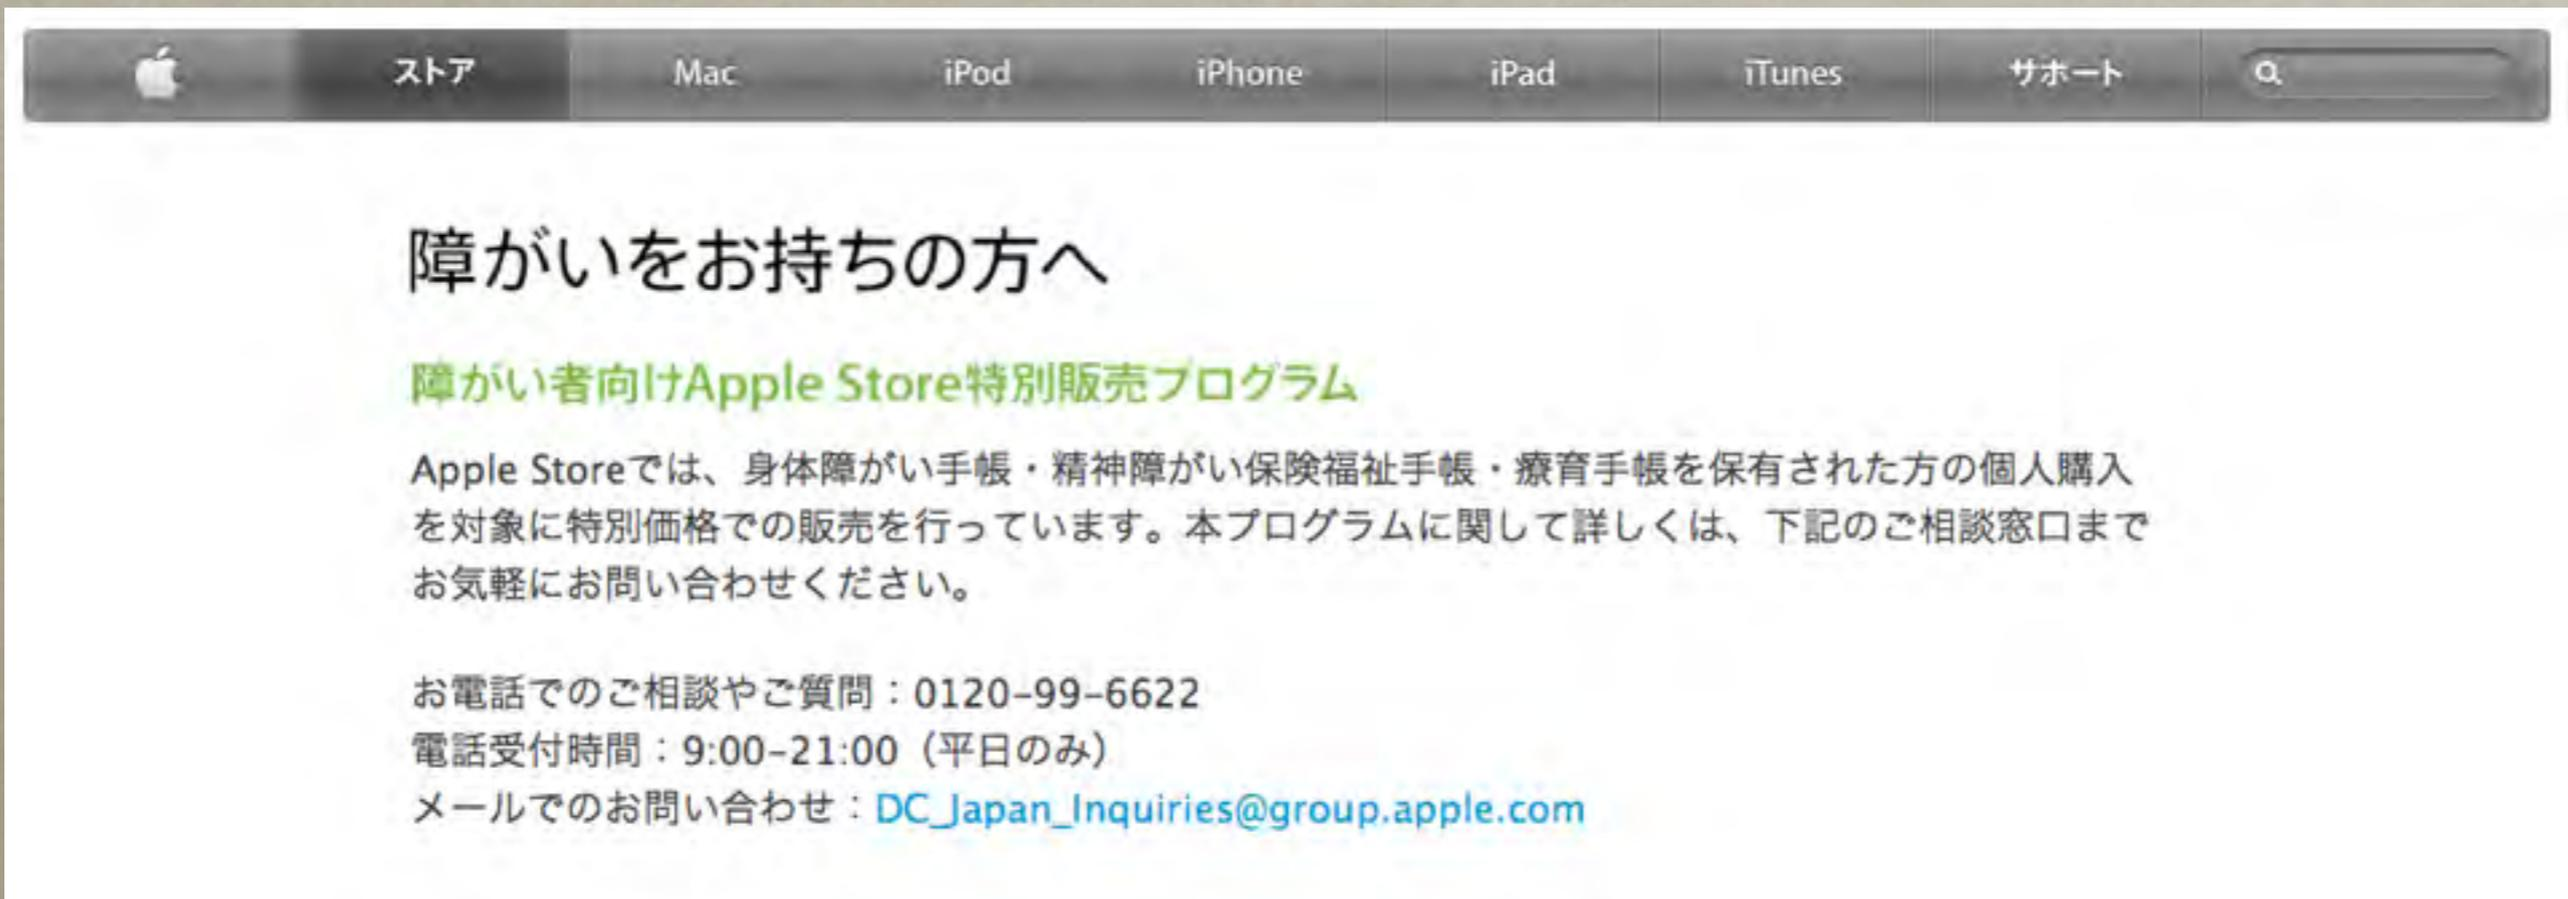 ストア Mac iPod iPhone iPad iTunes サポート
障がいをお持ちの方へ
障がい者向けApple Store特別販売プログラム
Apple Storeでは、身体障がい手帳・精神障がい保険福祉手帳・療育手帳を保有された方の個人購入
を対象に特別価格での販売を行っています。本プログラムに関して詳しくは、下記のご相談窓口まで
お気軽にお問い合わせください。
お電話でのご相談やご質問：0120-99-6622
電話受付時間：9:00-21:00（平日のみ）
メールでのお問い合わせ：DC_Japan_Inquiries@group.apple.com